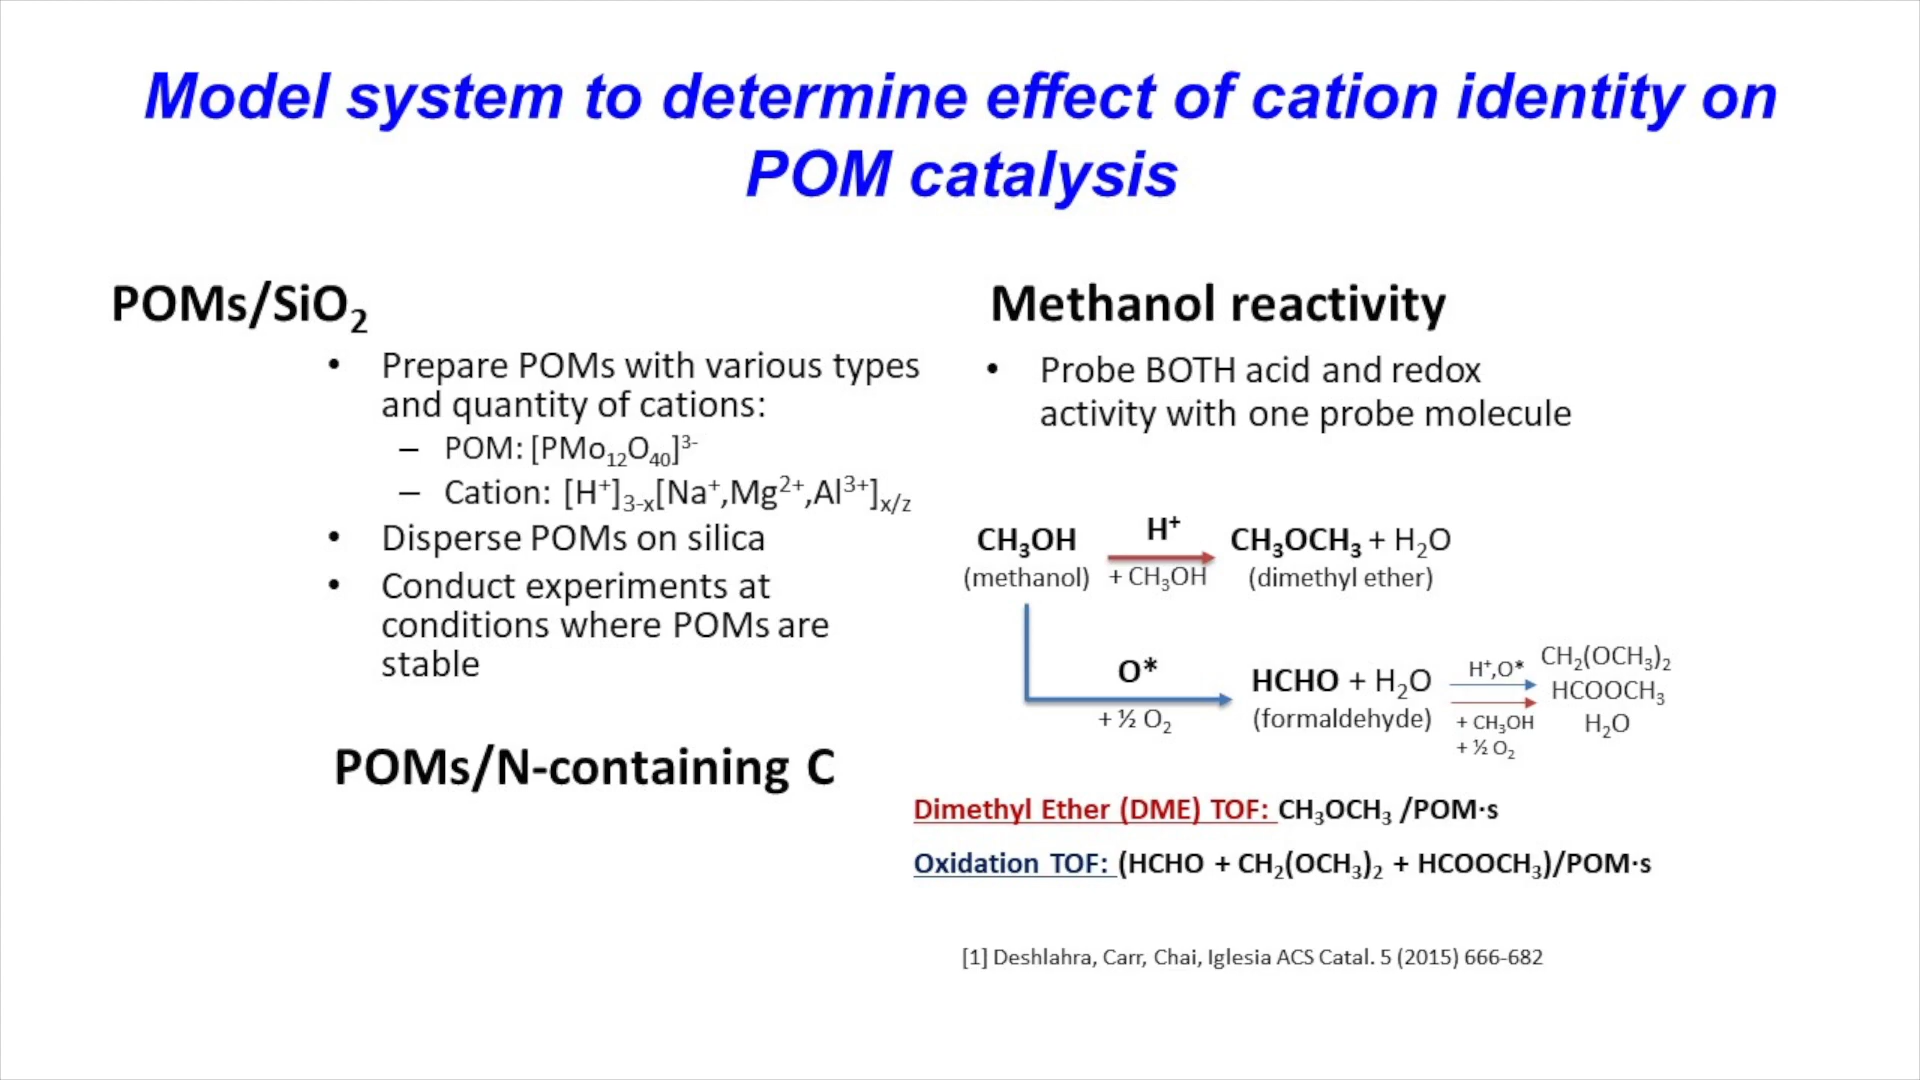 Model system to determine effect of cation identity on
POM catalysis
POMs/SiO₂
• Prepare POMs with various types
and quantity of cations:
– POM: [PMo₁₂O₄₀]³⁻
– Cation: [H⁺]₃₋ₓ[Na⁺,Mg²⁺,Al³⁺]x/z
• Disperse POMs on silica
• Conduct experiments at
conditions where POMs are
stable
POMs/N-containing C
Methanol reactivity
• Probe BOTH acid and redox
activity with one probe molecule
CH₃OH H⁺ CH₃OCH₃ + H₂O
(methanol) + CH₃OH (dimethyl ether)
O* HCHO + H₂O H⁺,O* CH₂(OCH₃)₂
HCOOCH₃
+ ½ O₂ (formaldehyde) + CH₃OH H₂O
+ ½ O₂
Dimethyl Ether (DME) TOF: CH₃OCH₃ /POM·s
Oxidation TOF: (HCHO + CH₂(OCH₃)₂ + HCOOCH₃)/POM·s
[1] Deshlahra, Carr, Chai, Iglesia ACS Catal. 5 (2015) 666-682